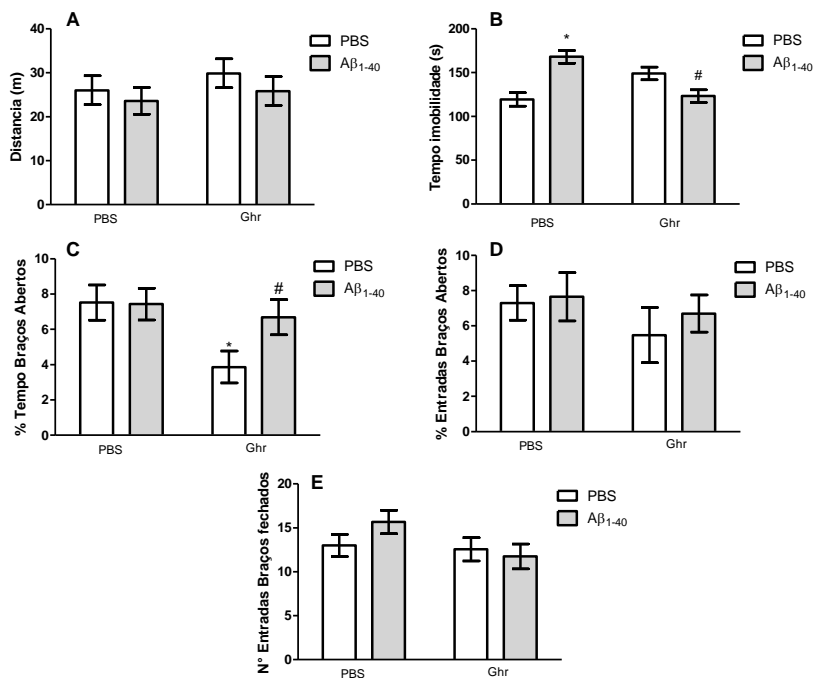 A
Distancia (m)
40
30
20
10
0
PBS
Ghr
PBS
Aβ1-40
B
Tempo imobilidade (s)
200
150
100
50
0
*
#
PBS
Ghr
PBS
Aβ1-40
C
% Tempo Braços Abertos
10
8
6
4
2
0
*
#
PBS
Ghr
PBS
Aβ1-40
D
% Entradas Braços Abertos
10
8
6
4
2
0
PBS
Ghr
PBS
Aβ1-40
E
N° Entradas Braços fechados
20
15
10
5
0
PBS
Ghr
PBS
Aβ1-40